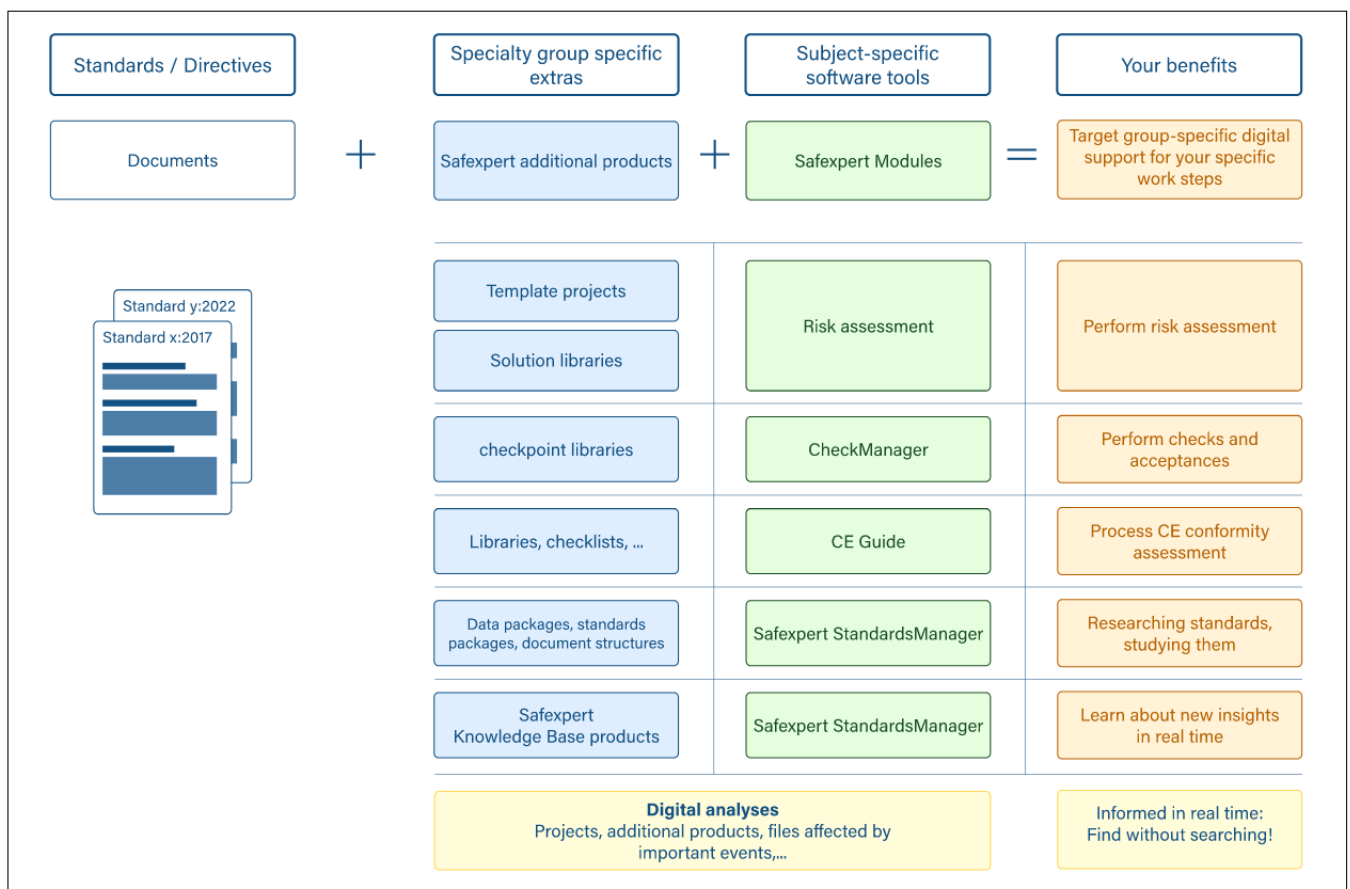 Standards / Directives
Specialty group specific
extras
Subject-specific
software tools
Your benefits
Documents
+
Safexpert additional products
+
Safexpert Modules
=
Target group-specific digital
support for your specific
work steps
Standard y:2022
Standard x:2017
Template projects
Solution libraries
Risk assessment
Perform risk assessment
checkpoint libraries
CheckManager
Perform checks and
acceptances
Libraries, checklists, ...
CE Guide
Process CE conformity
assessment
Data packages, standards
packages, document structures
Safexpert StandardsManager
Researching standards,
studying them
Safexpert
Knowledge Base products
Safexpert StandardsManager
Learn about new insights
in real time
Digital analyses
Projects, additional products, files affected by
important events,...
Informed in real time:
Find without searching!